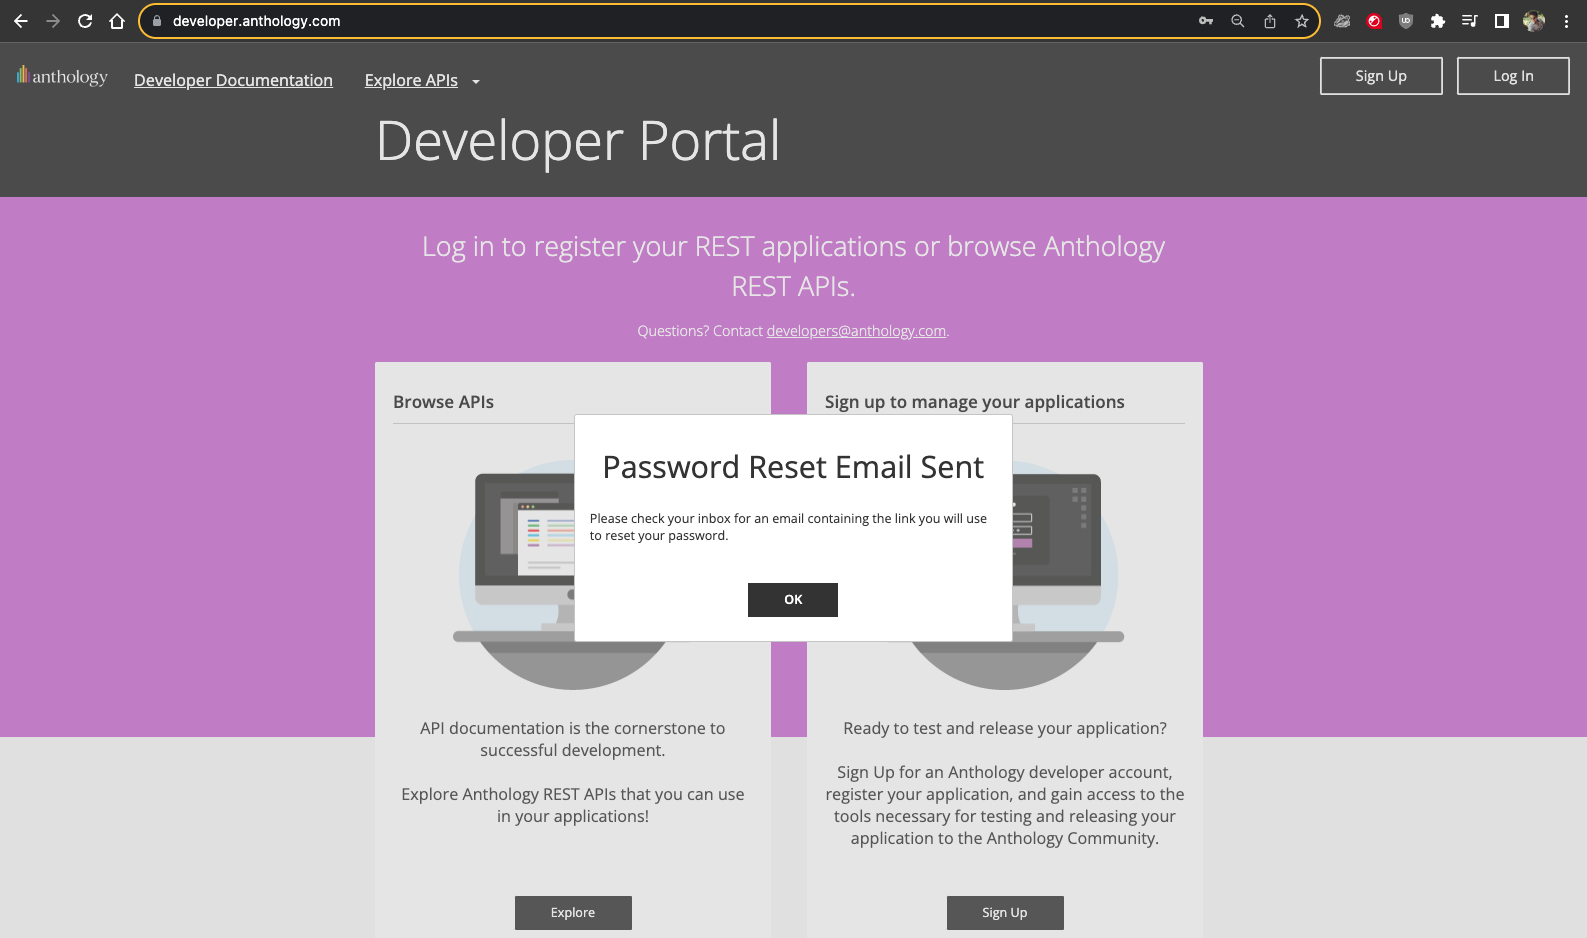 developer.anthology.com
anthology
Developer Documentation
Explore APIs
Sign Up
Log In
Developer Portal
Log in to register your REST applications or browse Anthology
REST APIs.
Questions? Contact developers@anthology.com.
Browse APIs
Sign up to manage your applications
Password Reset Email Sent
Please check your inbox for an email containing the link you will use
to reset your password.
OK
API documentation is the cornerstone to
successful development.
Explore Anthology REST APIs that you can use
in your applications!
Explore
Ready to test and release your application?
Sign Up for an Anthology developer account,
register your application, and gain access to the
tools necessary for testing and releasing your
application to the Anthology Community.
Sign Up